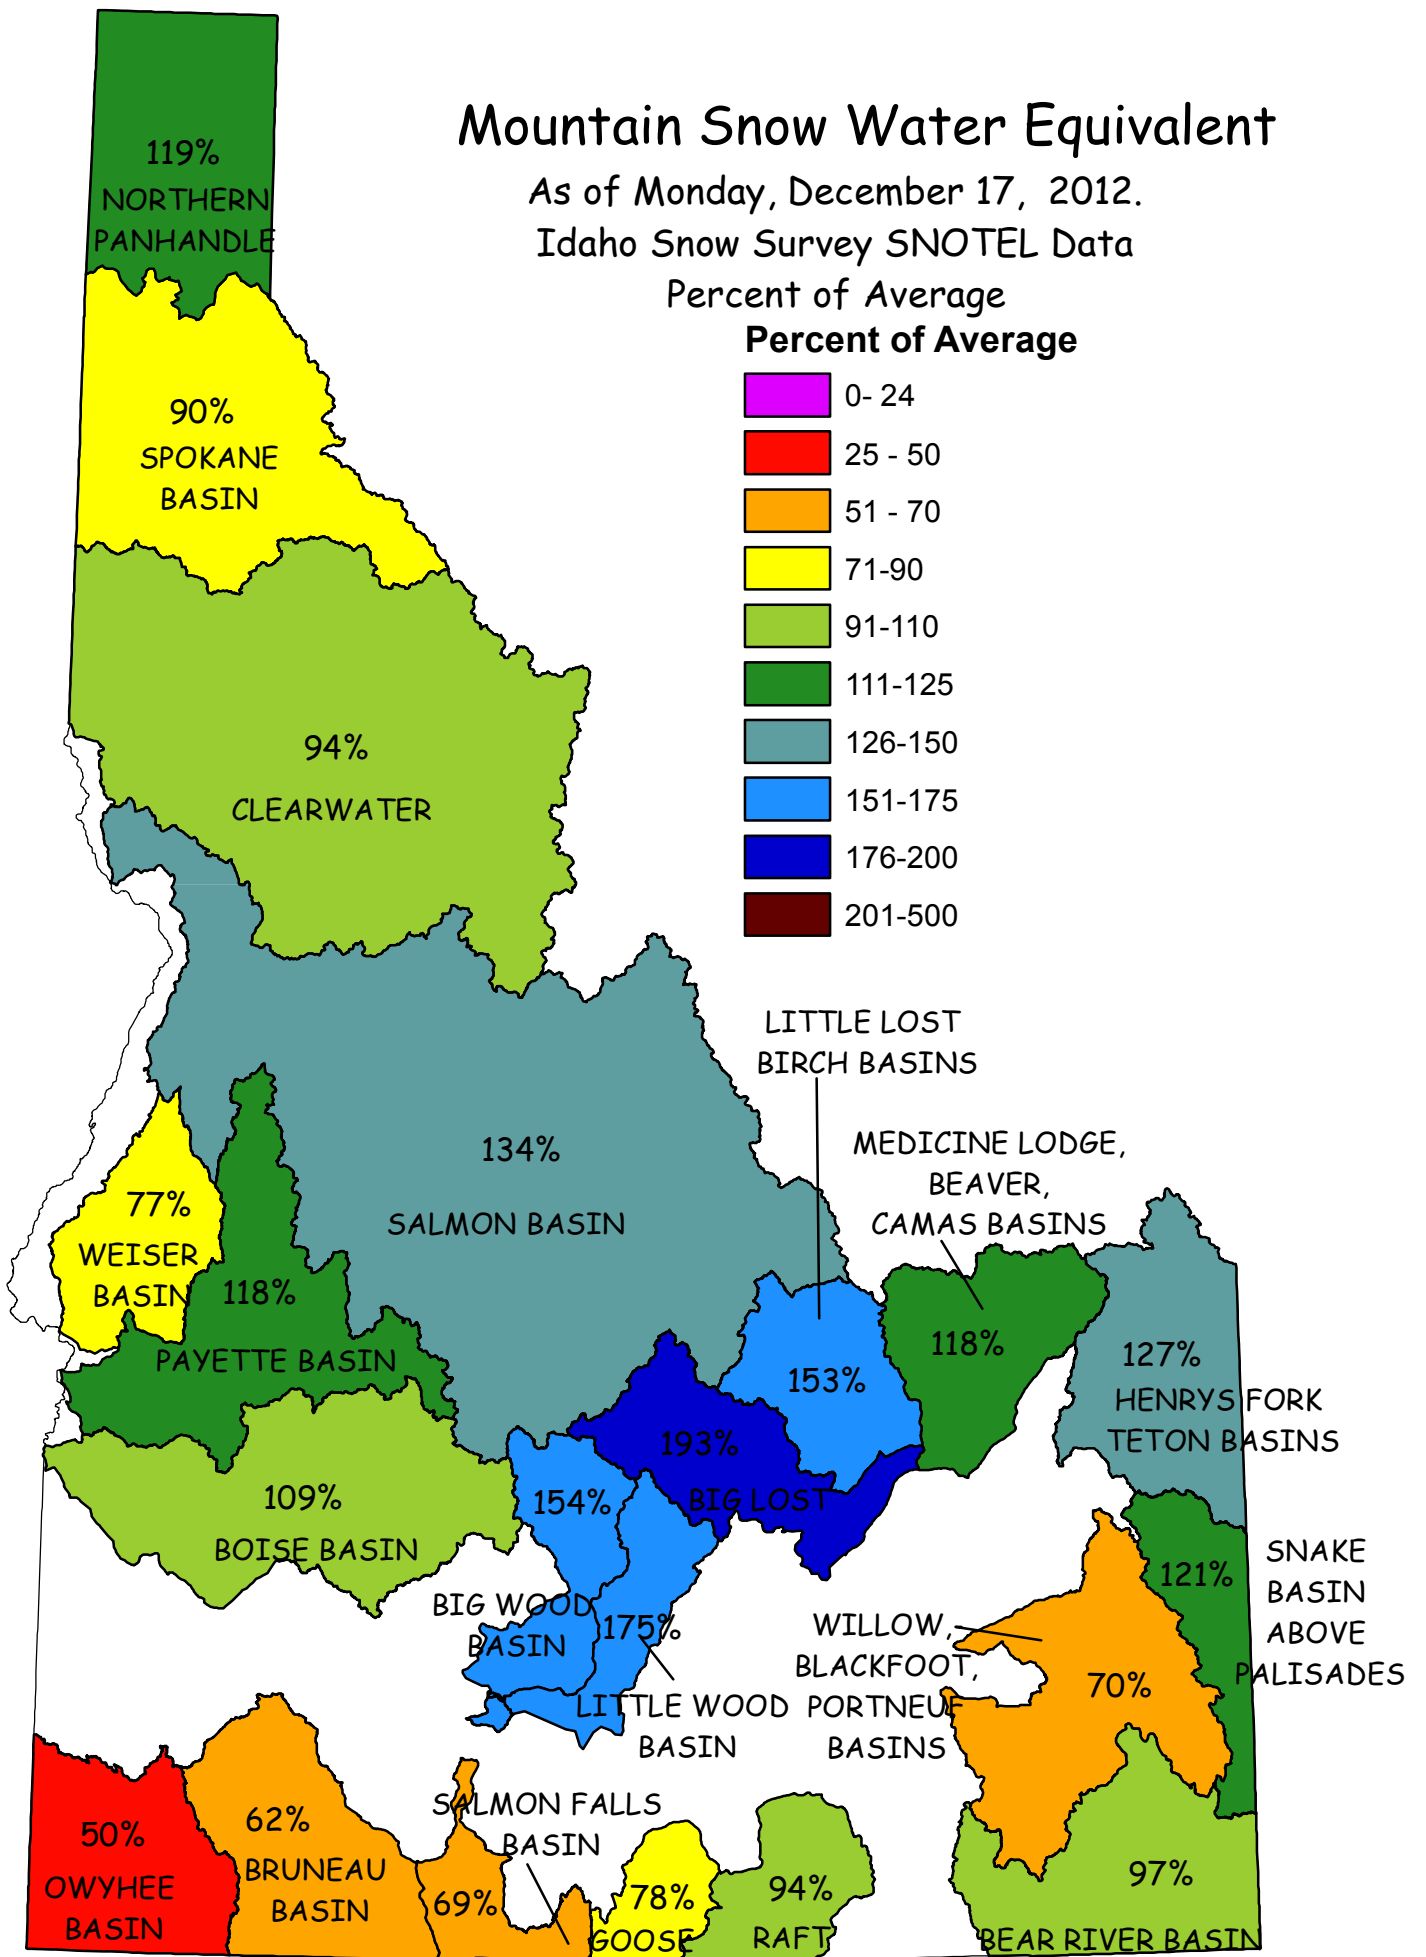 Mountain Snow Water Equivalent
As of Monday, December 17, 2012.
Idaho Snow Survey SNOTEL Data
Percent of Average
Percent of Average
0- 24
25 - 50
51 - 70
71-90
91-110
111-125
126-150
151-175
176-200
201-500
119%
NORTHERN
PANHANDLE
90%
SPOKANE
BASIN
94%
CLEARWATER
134%
SALMON BASIN
LITTLE LOST
BIRCH BASINS
153%
MEDICINE LODGE,
BEAVER,
CAMAS BASINS
118%
127%
HENRYS FORK
TETON BASINS
77%
WEISER
BASIN
118%
PAYETTE BASIN
193%
BIG LOST
109%
BOISE BASIN
154%
BIG WOOD
BASIN
175%
LITTLE WOOD
BASIN
121%
SNAKE
BASIN
ABOVE
PALISADES
WILLOW,
BLACKFOOT,
PORTNEUF
BASINS
70%
50%
OWYHEE
BASIN
62%
BRUNEAU
BASIN
SALMON FALLS
BASIN
69%
78%
GOOSE
94%
RAFT
97%
BEAR RIVER BASIN